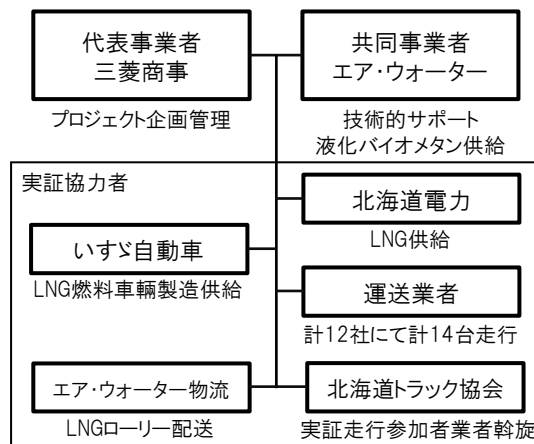 代表事業者
三菱商事
プロジェクト企画管理
共同事業者
エア・ウォーター
技術的サポート
液化バイオメタン供給
実証協力者
北海道電力
LNG供給
いすゞ自動車
LNG燃料車輌製造供給
運送業者
計12社にて計14台走行
エア・ウォーター物流
LNGローリー配送
北海道トラック協会
実証走行参加者業者斡旋